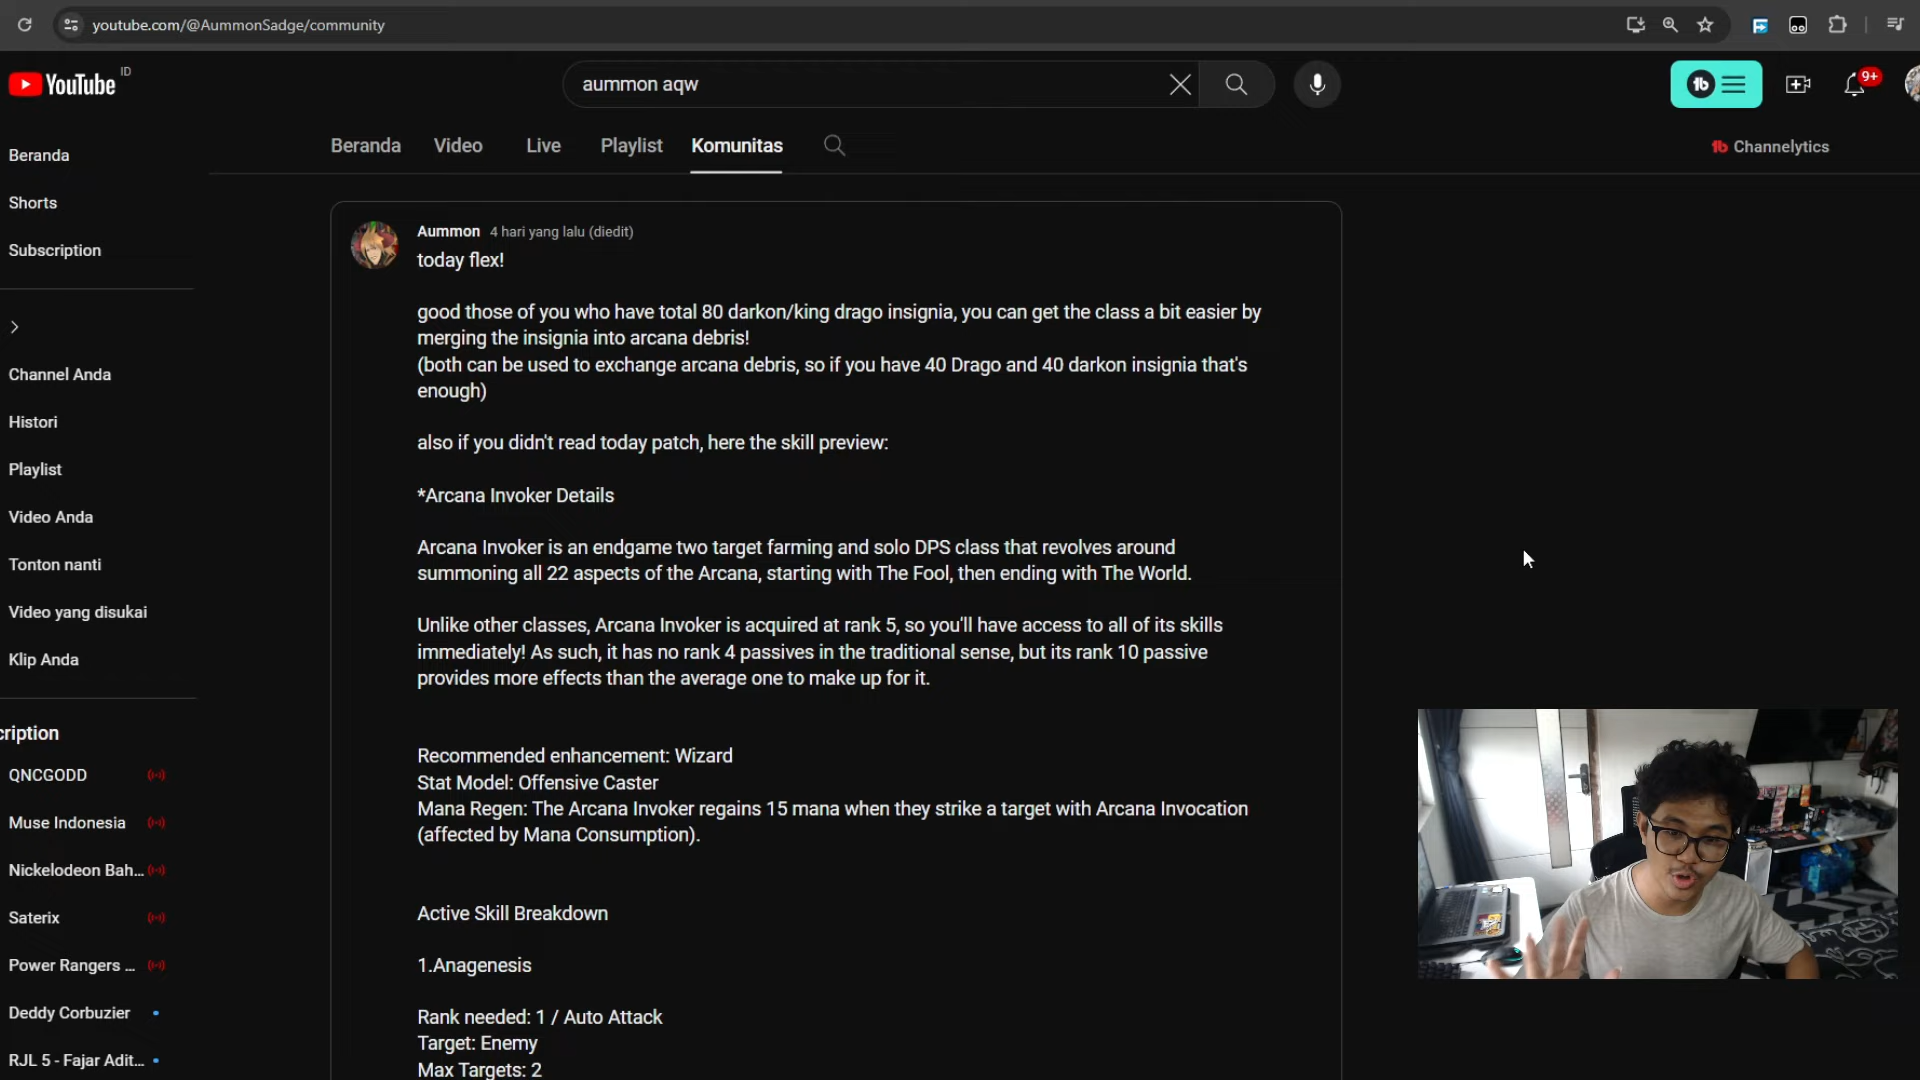 youtube.com/@AummonSadge/community
YouTube ID
aummon aqw
9+
Beranda
Shorts
Subscription
Channel Anda
Histori
Playlist
Video Anda
Tonton nanti
Video yang disukai
Klip Anda
cription
QNCGODD
Muse Indonesia
Nickelodeon Bah...
Saterix
Power Rangers ...
Deddy Corbuzier
RJL 5 - Fajar Adit...
Beranda Video Live Playlist Komunitas
Channelytics
Aummon 4 hari yang lalu (diedit)
today flex!
good those of you who have total 80 darkon/king drago insignia, you can get the class a bit easier by
merging the insignia into arcana debris!
(both can be used to exchange arcana debris, so if you have 40 Drago and 40 darkon insignia that's
enough)
also if you didn't read today patch, here the skill preview:
*Arcana Invoker Details
Arcana Invoker is an endgame two target farming and solo DPS class that revolves around
summoning all 22 aspects of the Arcana, starting with The Fool, then ending with The World.
Unlike other classes, Arcana Invoker is acquired at rank 5, so you'll have access to all of its skills
immediately! As such, it has no rank 4 passives in the traditional sense, but its rank 10 passive
provides more effects than the average one to make up for it.
Recommended enhancement: Wizard
Stat Model: Offensive Caster
Mana Regen: The Arcana Invoker regains 15 mana when they strike a target with Arcana Invocation
(affected by Mana Consumption).
Active Skill Breakdown
1.Anagenesis
Rank needed: 1 / Auto Attack
Target: Enemy
Max Targets: 2